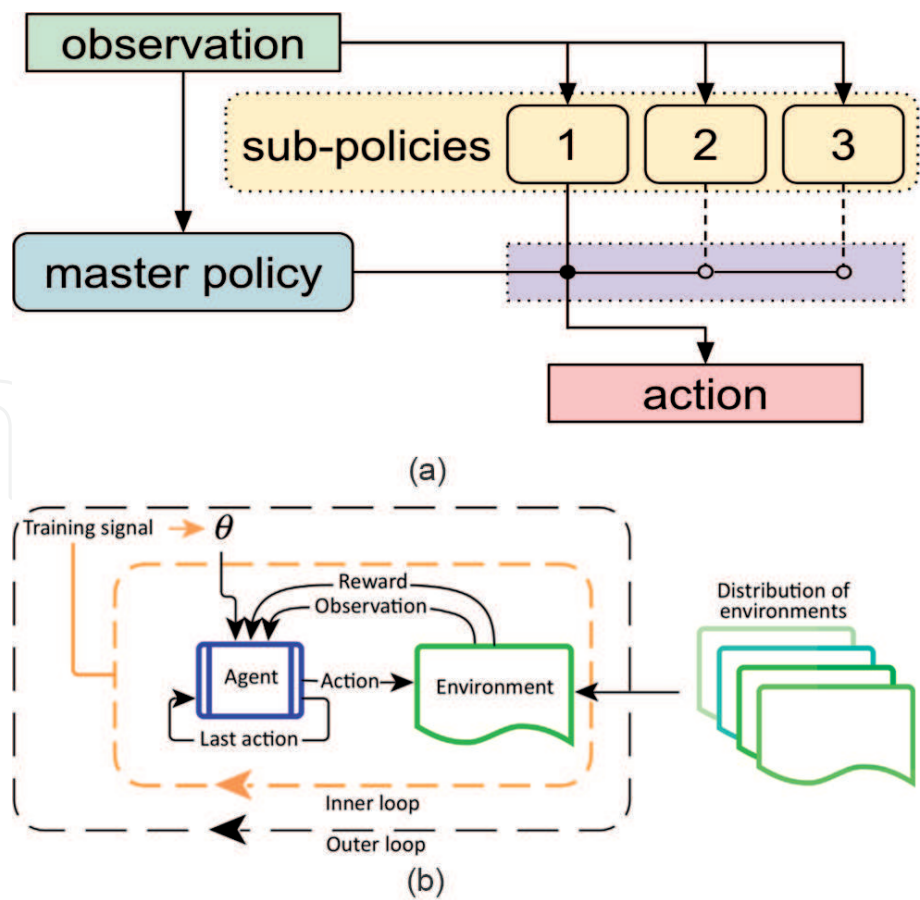 observation
sub-policies 1 2 3
master policy
action
(a)
Training signal θ
Reward
Observation
Distribution of
environments
Agent
Action
Environment
Last action
Inner loop
Outer loop
(b)